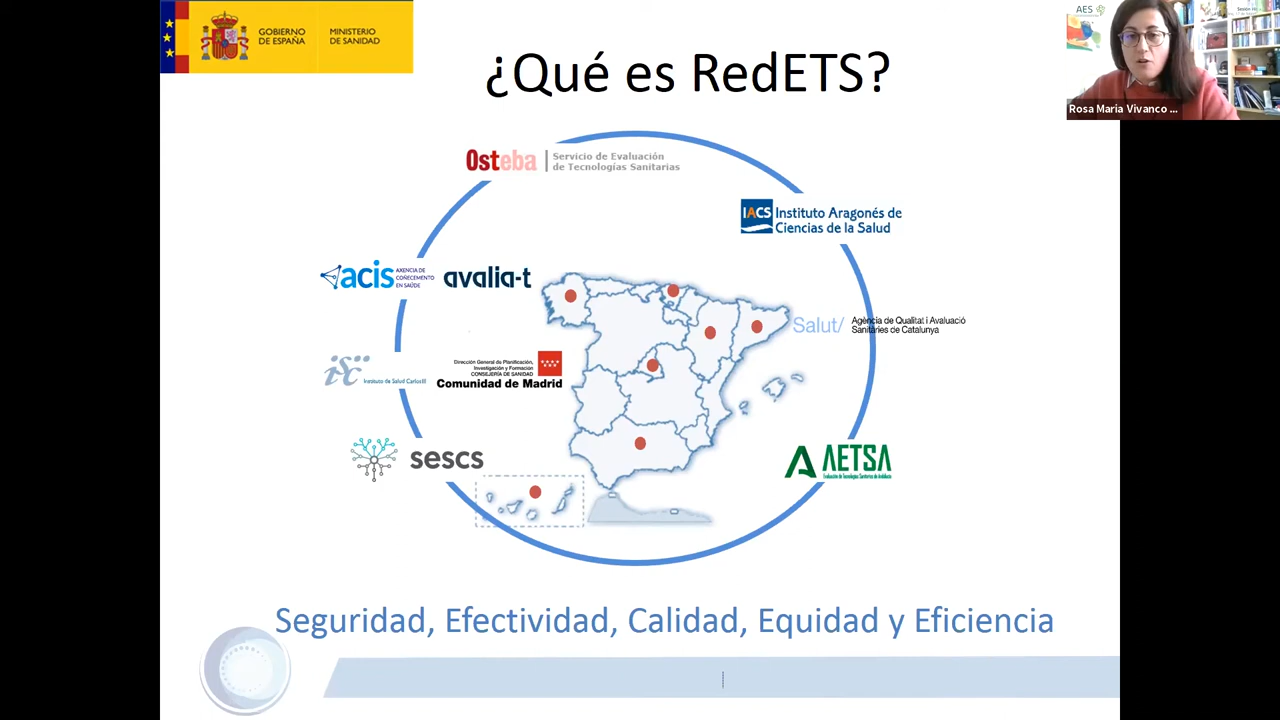 GOBIERNO
DE ESPAÑA
MINISTERIO
DE SANIDAD
¿Qué es RedETS?
AES
Rosa Maria Vivanco ...
Osteba
Servicio de Evaluación
de Tecnologías Sanitarias
IACS
Instituto Aragonés de
Ciencias de la Salud
acis
AXENCIA DE
COÑECEMENTO
EN SAÚDE
avalia-t
Salut/
Agència de Qualitat i Avaluació
Sanitàries de Catalunya
isc
Instituto de Salud Carlos III
Dirección General de Planificación,
Investigación y Formación
CONSEJERÍA DE SANIDAD
Comunidad de Madrid
sescs
AETSA
Evaluación de Tecnologías Sanitarias de Andalucía
Seguridad, Efectividad, Calidad, Equidad y Eficiencia